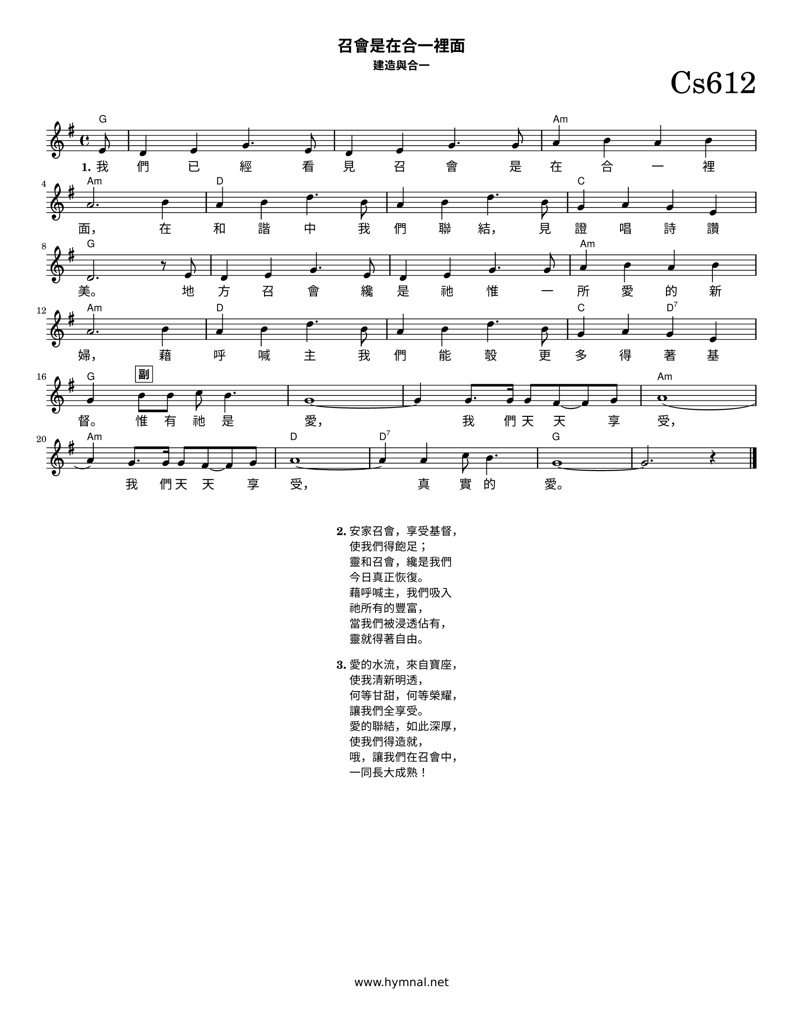 召會是在合一裡面
建造與合一
Cs612
G Am
1. 我 們 已 經 看 見 召 會 是 在 合 一 裡
4 Am D C
面， 在 和 諧 中 我 們 聯 結， 見 證 唱 詩 讚
8 G Am
美。 地 方 召 會 纔 是 祂 惟 一 所 愛 的 新
12 Am D C D7
婦， 藉 呼 喊 主 我 們 能 彀 更 多 得 著 基
16 G 副 Am
督。 惟 有 祂 是 愛， 我 們 天 天 享 受，
20 Am D D7 G
我 們 天 天 享 受， 真 實 的 愛。
2. 安家召會，享受基督，
使我們得飽足；
靈和召會，纔是我們
今日真正恢復。
藉呼喊主，我們吸入
祂所有的豐富，
當我們被浸透佔有，
靈就得著自由。
3. 愛的水流，來自寶座，
使我清新明透，
何等甘甜，何等榮耀，
讓我們全享受。
愛的聯結，如此深厚，
使我們得造就，
哦，讓我們在召會中，
一同長大成熟！
www.hymnal.net